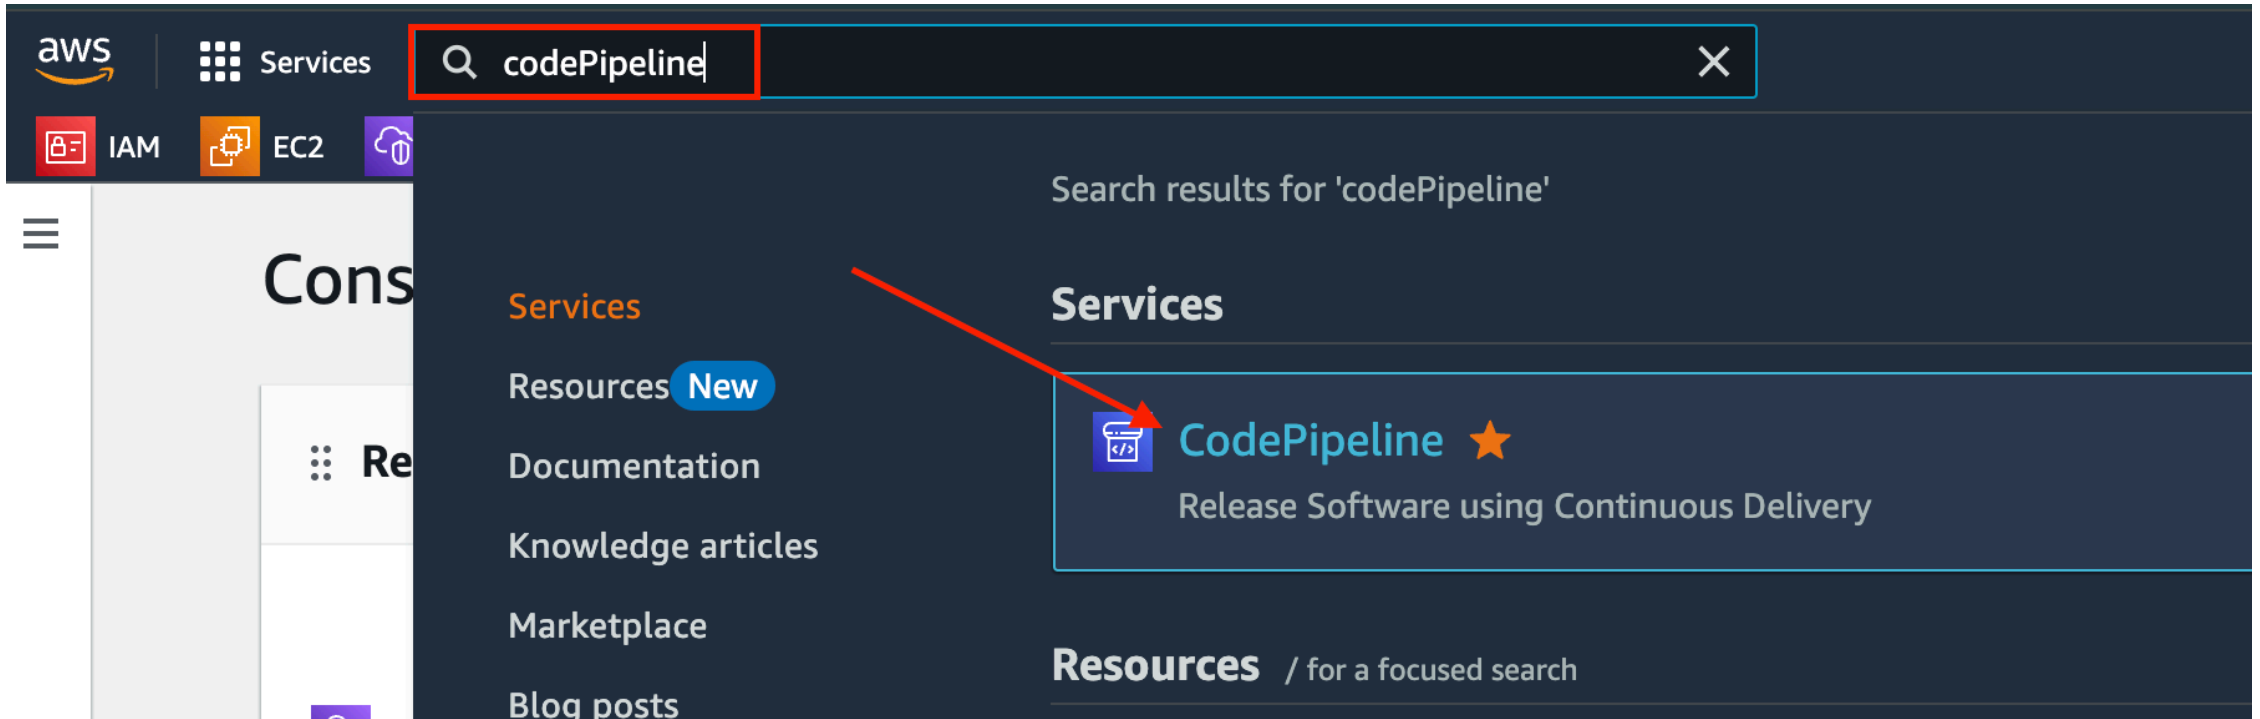 aws
Services
codePipeline
IAM
EC2
Search results for 'codePipeline'
Cons
Services
Services
Resources New
Re
CodePipeline
Documentation
Release Software using Continuous Delivery
Knowledge articles
Marketplace
Resources / for a focused search
Blog posts